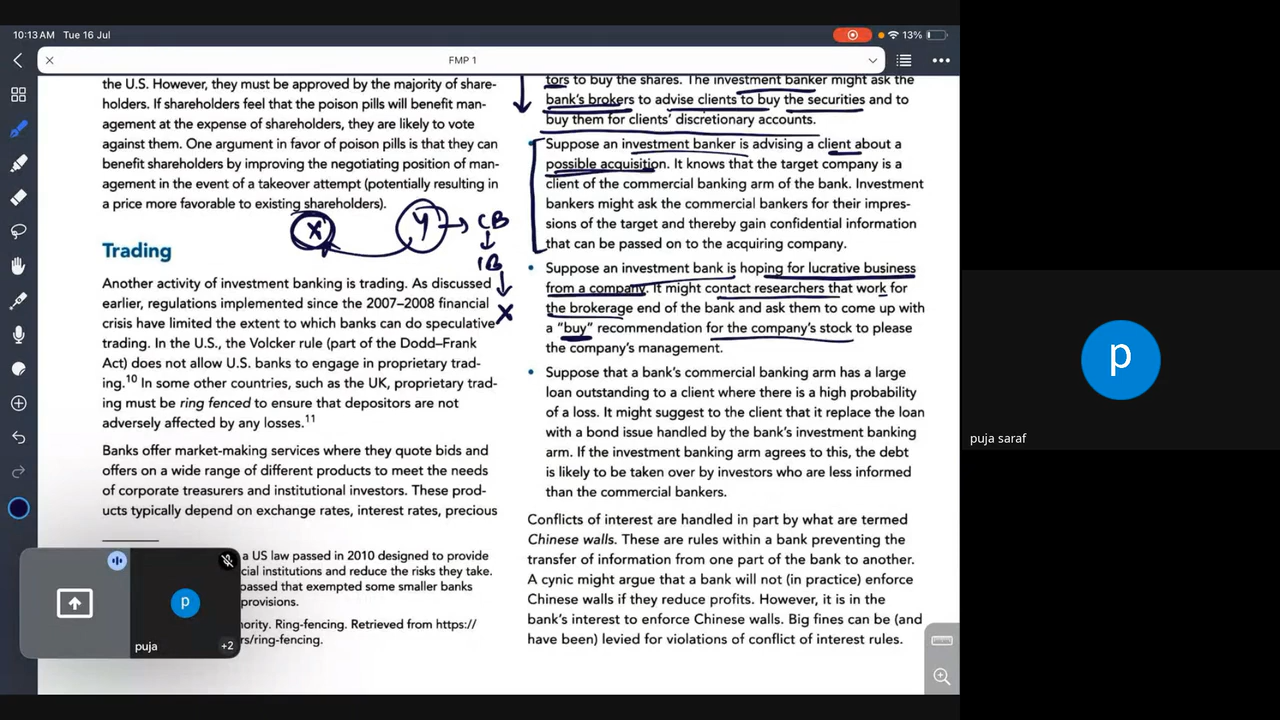 10:13 AM Tue 16 Jul
13%
FMP 1
the U.S. However, they must be approved by the majority of share-
holders. If shareholders feel that the poison pills will benefit man-
agement at the expense of shareholders, they are likely to vote
against them. One argument in favor of poison pills is that they can
benefit shareholders by improving the negotiating position of man-
agement in the event of a takeover attempt (potentially resulting in
a price more favorable to existing shareholders).
X
Y
CB
IB
X
Trading
Another activity of investment banking is trading. As discussed
earlier, regulations implemented since the 2007–2008 financial
crisis have limited the extent to which banks can do speculative
trading. In the U.S., the Volcker rule (part of the Dodd–Frank
Act) does not allow U.S. banks to engage in proprietary trad-
ing.10 In some other countries, such as the UK, proprietary trad-
ing must be ring fenced to ensure that depositors are not
adversely affected by any losses.11
Banks offer market-making services where they quote bids and
offers on a wide range of different products to meet the needs
of corporate treasurers and institutional investors. These prod-
ucts typically depend on exchange rates, interest rates, precious
a US law passed in 2010 designed to provide
cial institutions and reduce the risks they take.
passed that exempted some smaller banks
provisions.
nority. Ring-fencing. Retrieved from https://
rs/ring-fencing.
tors to buy the shares. The investment banker might ask the
bank's brokers to advise clients to buy the securities and to
buy them for clients' discretionary accounts.
• Suppose an investment banker is advising a client about a
possible acquisition. It knows that the target company is a
client of the commercial banking arm of the bank. Investment
bankers might ask the commercial bankers for their impres-
sions of the target and thereby gain confidential information
that can be passed on to the acquiring company.
• Suppose an investment bank is hoping for lucrative business
from a company. It might contact researchers that work for
the brokerage end of the bank and ask them to come up with
a "buy" recommendation for the company's stock to please
the company's management.
• Suppose that a bank's commercial banking arm has a large
loan outstanding to a client where there is a high probability
of a loss. It might suggest to the client that it replace the loan
with a bond issue handled by the bank's investment banking
arm. If the investment banking arm agrees to this, the debt
is likely to be taken over by investors who are less informed
than the commercial bankers.
Conflicts of interest are handled in part by what are termed
Chinese walls. These are rules within a bank preventing the
transfer of information from one part of the bank to another.
A cynic might argue that a bank will not (in practice) enforce
Chinese walls if they reduce profits. However, it is in the
bank's interest to enforce Chinese walls. Big fines can be (and
have been) levied for violations of conflict of interest rules.
p
puja
+2
p
puja saraf